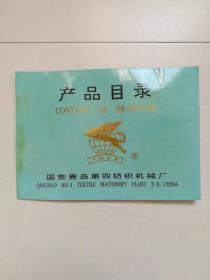 产品目录
CONTENT OF PRODUCTS
国营青岛第四纺织机械厂
QINGDAO NO.4 TEXTILE MACHINERY PLANT P.R.CHINA